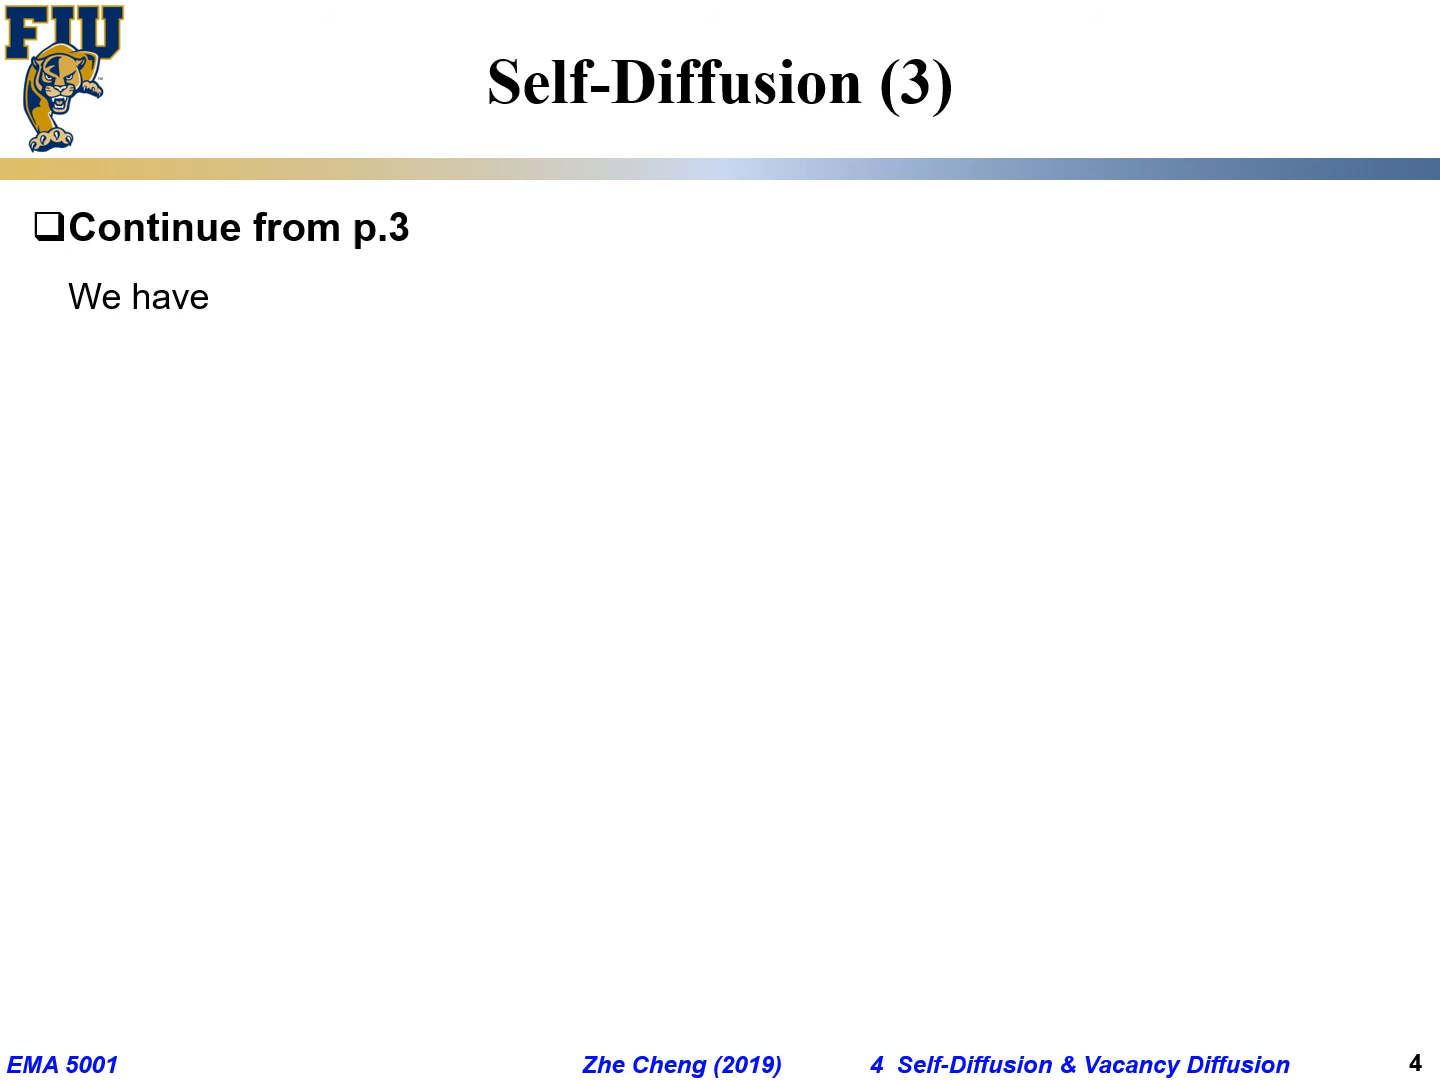 FIU
Self-Diffusion (3)
❑Continue from p.3
We have
EMA 5001 Zhe Cheng (2019) 4 Self-Diffusion & Vacancy Diffusion 4